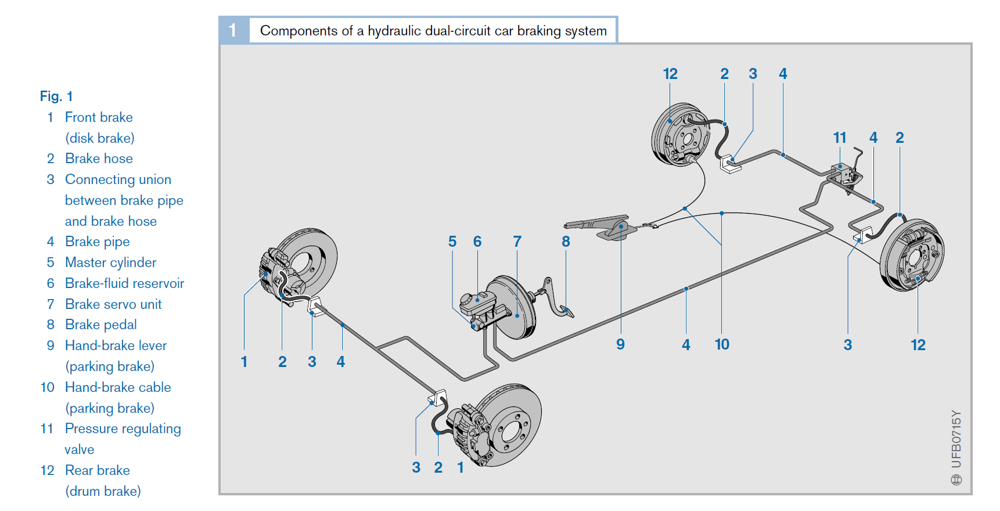 1 Components of a hydraulic dual-circuit car braking system
Fig. 1
1 Front brake
(disk brake)
2 Brake hose
3 Connecting union
between brake pipe
and brake hose
4 Brake pipe
5 Master cylinder
6 Brake-fluid reservoir
7 Brake servo unit
8 Brake pedal
9 Hand-brake lever
(parking brake)
10 Hand-brake cable
(parking brake)
11 Pressure regulating
valve
12 Rear brake
(drum brake)
12 2 3 4
11 4 2
5 6 7 8
9 4 10 3 12
1 2 3 4
3 2 1
UFB0715Y